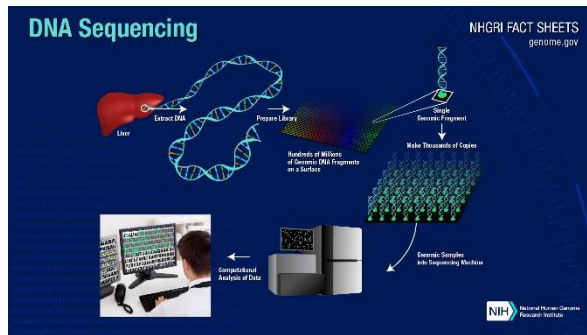 DNA Sequencing
NHGRI FACT SHEETS
genome.gov
Liver
Extract DNA
Prepare Library
Hundreds of Millions
of Genomic DNA Fragments
on a Surface
Single
Genomic Fragment
Make Thousands of Copies
Genomic Samples
into Sequencing Machine
Computational
Analysis of Data
NIH
National Human Genome
Research Institute